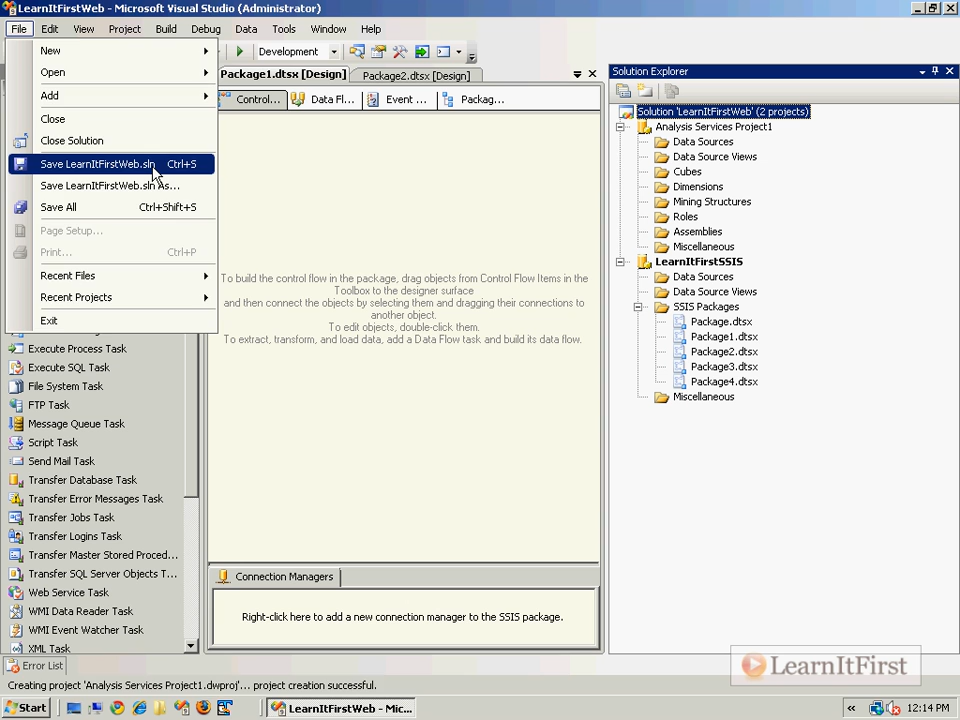 LearnItFirstWeb - Microsoft Visual Studio (Administrator)
File Edit View Project Build Debug Data Tools Window Help
Development
New
Open
Add
Close
Close Solution
Save LearnItFirstWeb.sln Ctrl+S
Save LearnItFirstWeb.sln As...
Save All Ctrl+Shift+S
Page Setup...
Print... Ctrl+P
Recent Files
Recent Projects
Exit
Execute Process Task
Execute SQL Task
File System Task
FTP Task
Message Queue Task
Script Task
Send Mail Task
Transfer Database Task
Transfer Error Messages Task
Transfer Jobs Task
Transfer Logins Task
Transfer Master Stored Proced...
Transfer SQL Server Objects T...
Web Service Task
WMI Data Reader Task
WMI Event Watcher Task
XML Task
Error List
Package1.dtsx [Design] Package2.dtsx [Design]
Control... Data Fl... Event ... Packag...
To build the control flow in the package, drag objects from Control Flow Items in the
Toolbox to the designer surface
and then connect the objects by selecting them and dragging their connections to
another object.
To edit objects, double-click them.
To extract, transform, and load data, add a Data Flow task and build its data flow.
Connection Managers
Right-click here to add a new connection manager to the SSIS package.
Solution Explorer
Solution 'LearnItFirstWeb' (2 projects)
Analysis Services Project1
Data Sources
Data Source Views
Cubes
Dimensions
Mining Structures
Roles
Assemblies
Miscellaneous
LearnItFirstSSIS
Data Sources
Data Source Views
SSIS Packages
Package.dtsx
Package1.dtsx
Package2.dtsx
Package3.dtsx
Package4.dtsx
Miscellaneous
LearnItFirst
Creating project 'Analysis Services Project1.dwproj'... project creation successful.
Start LearnItFirstWeb - Mic... « 12:14 PM